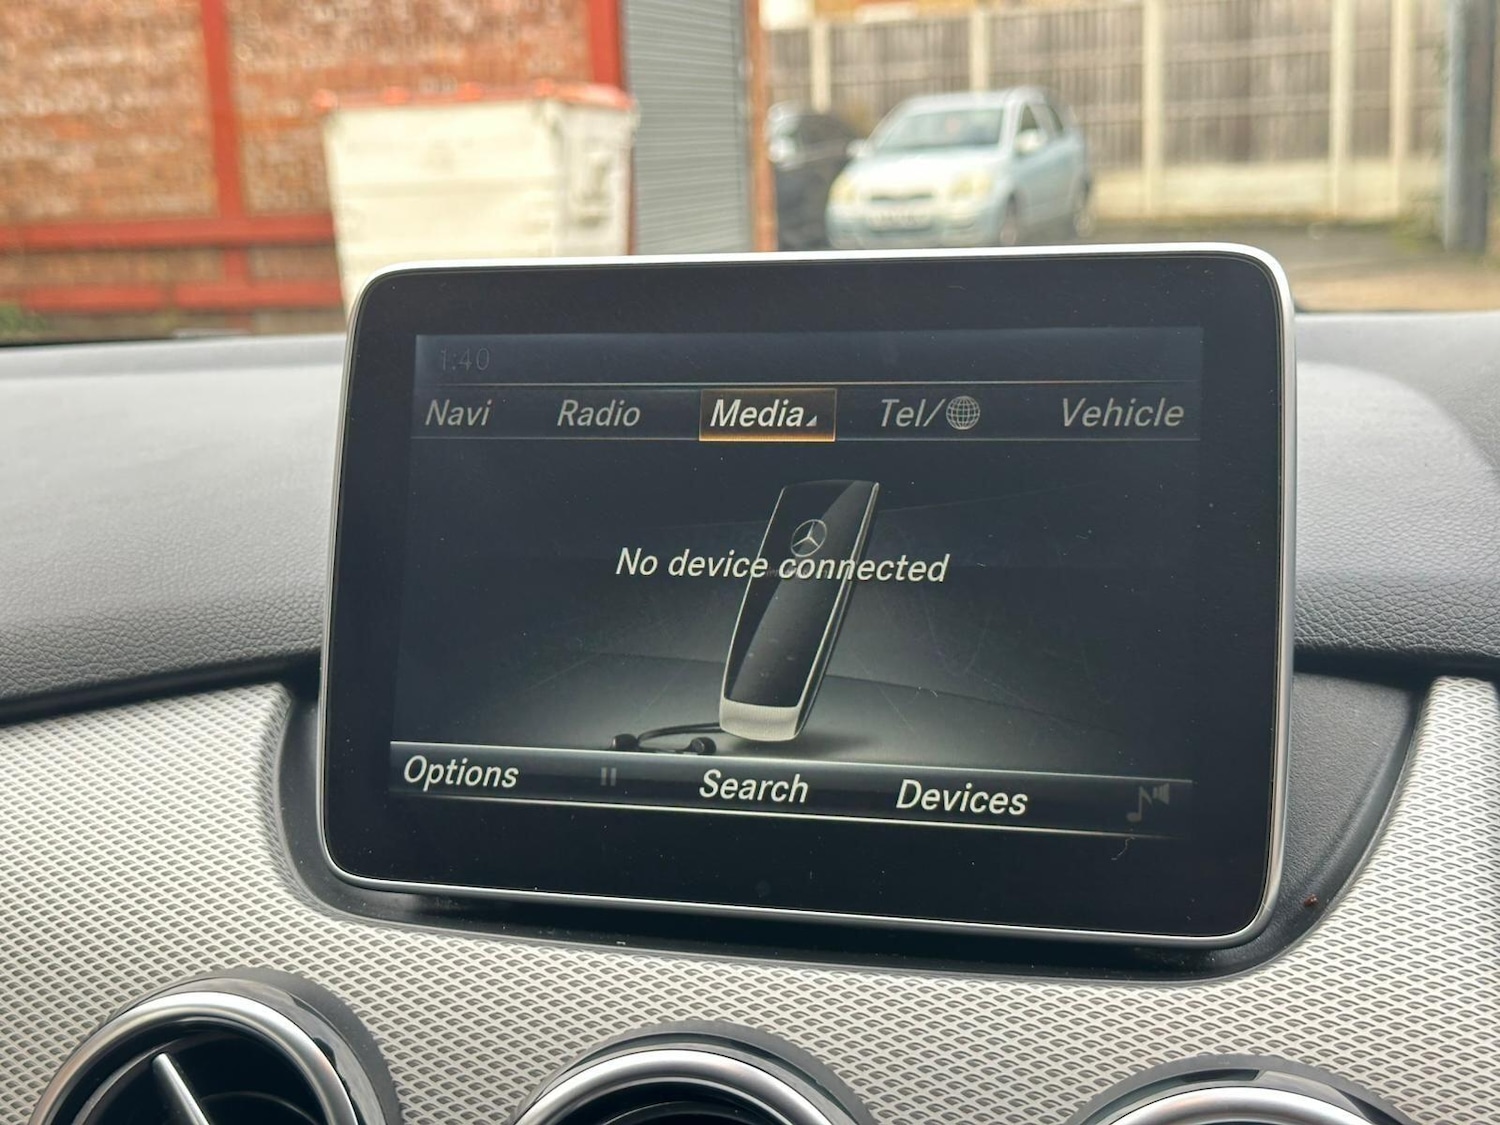 1:40
Navi Radio Media Tel/ Vehicle
No device connected
Options Search Devices